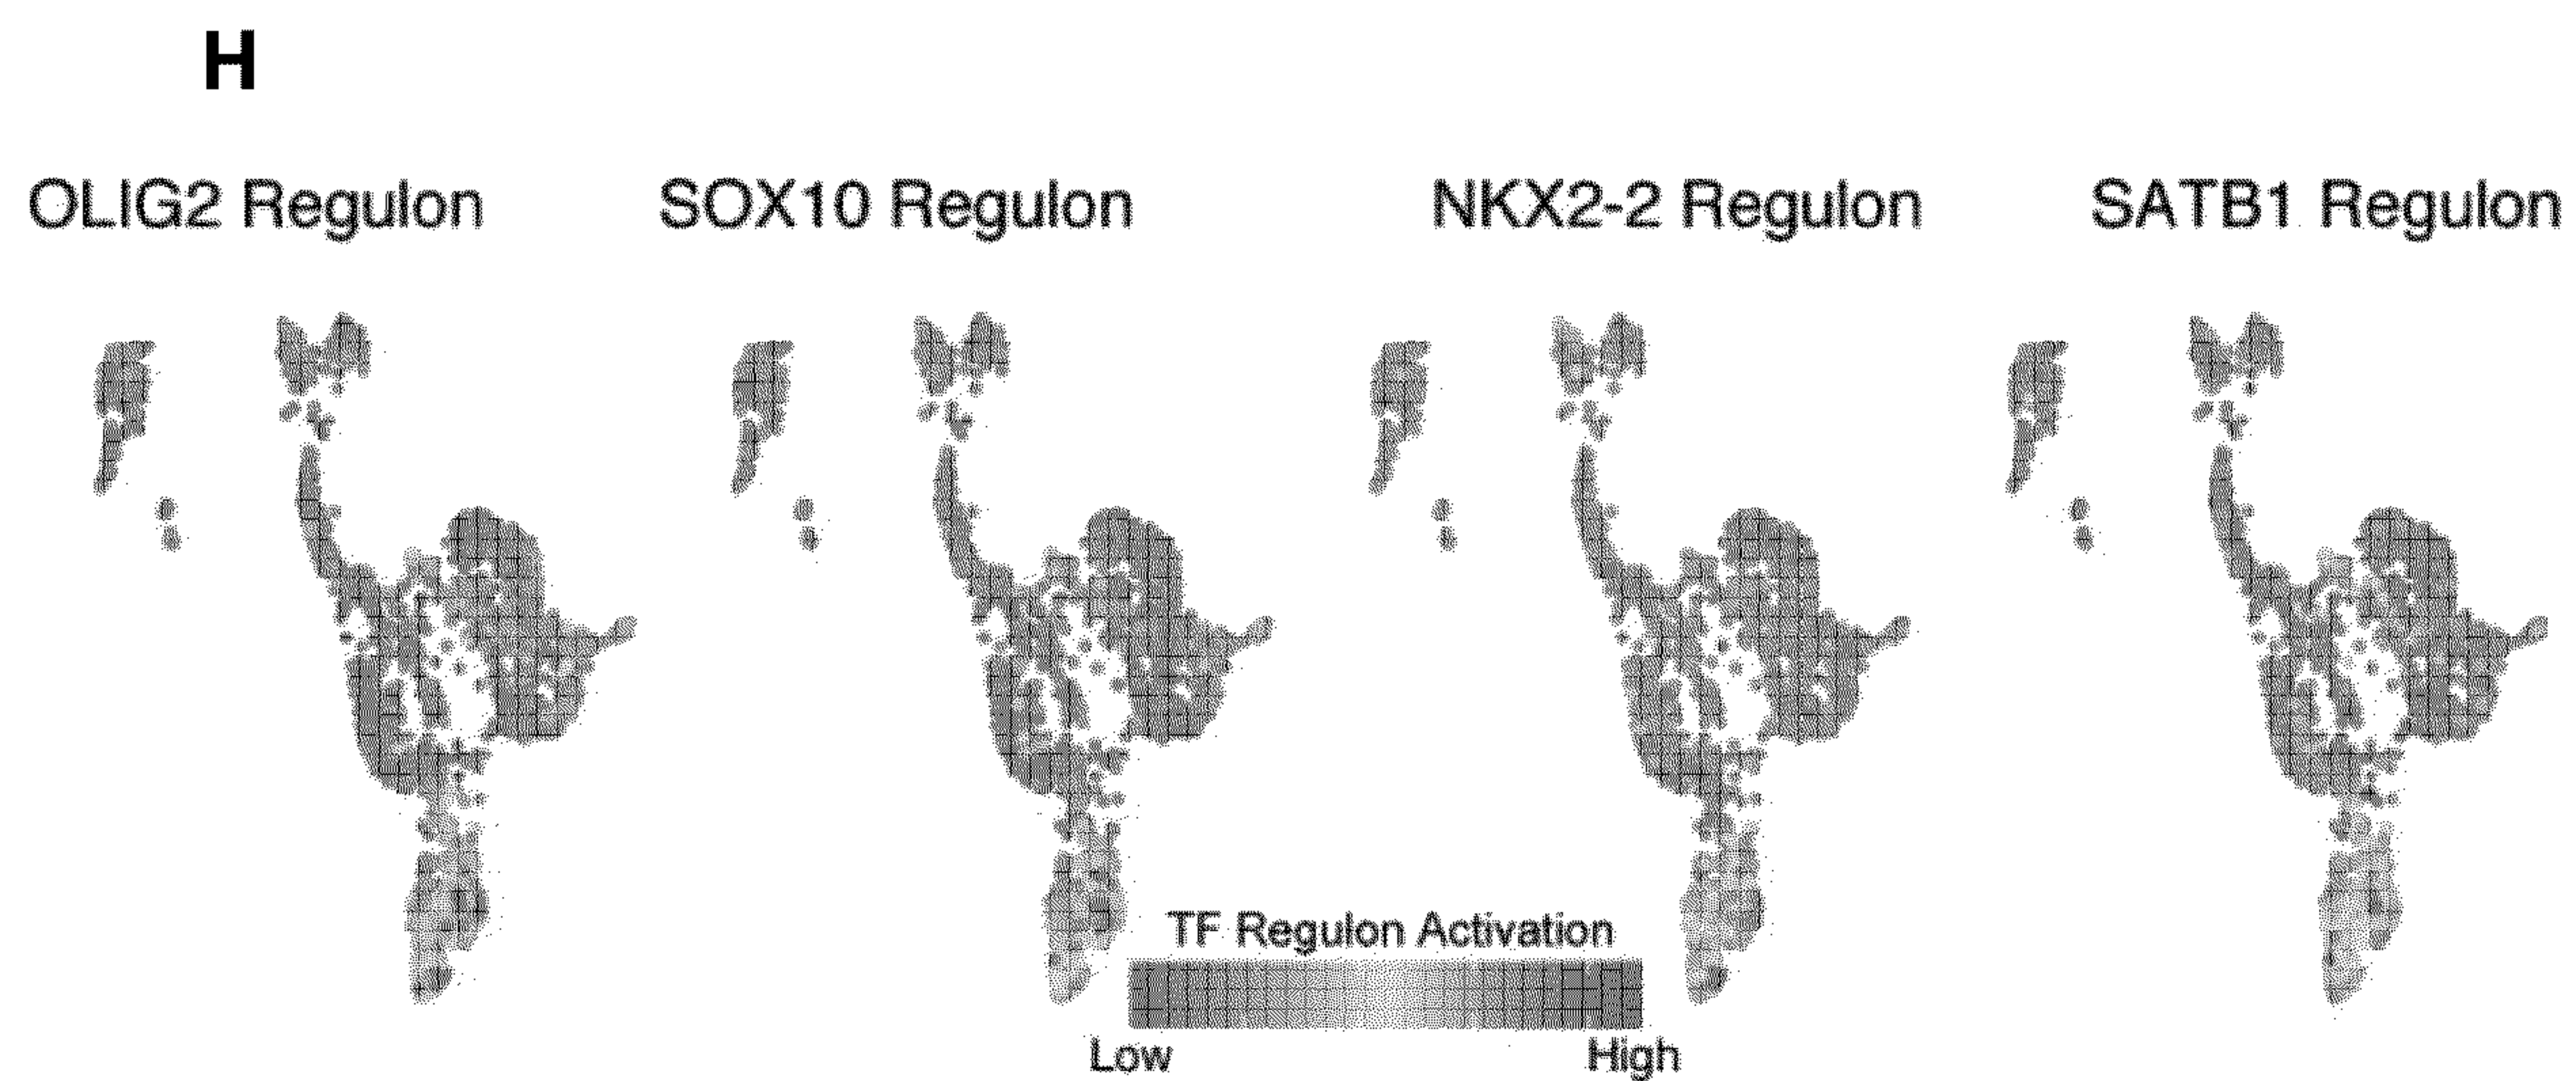 H
OLIG2 Regulon
SOX10 Regulon
NKX2-2 Regulon
SATB1 Regulon
TF Regulon Activation
Low
High